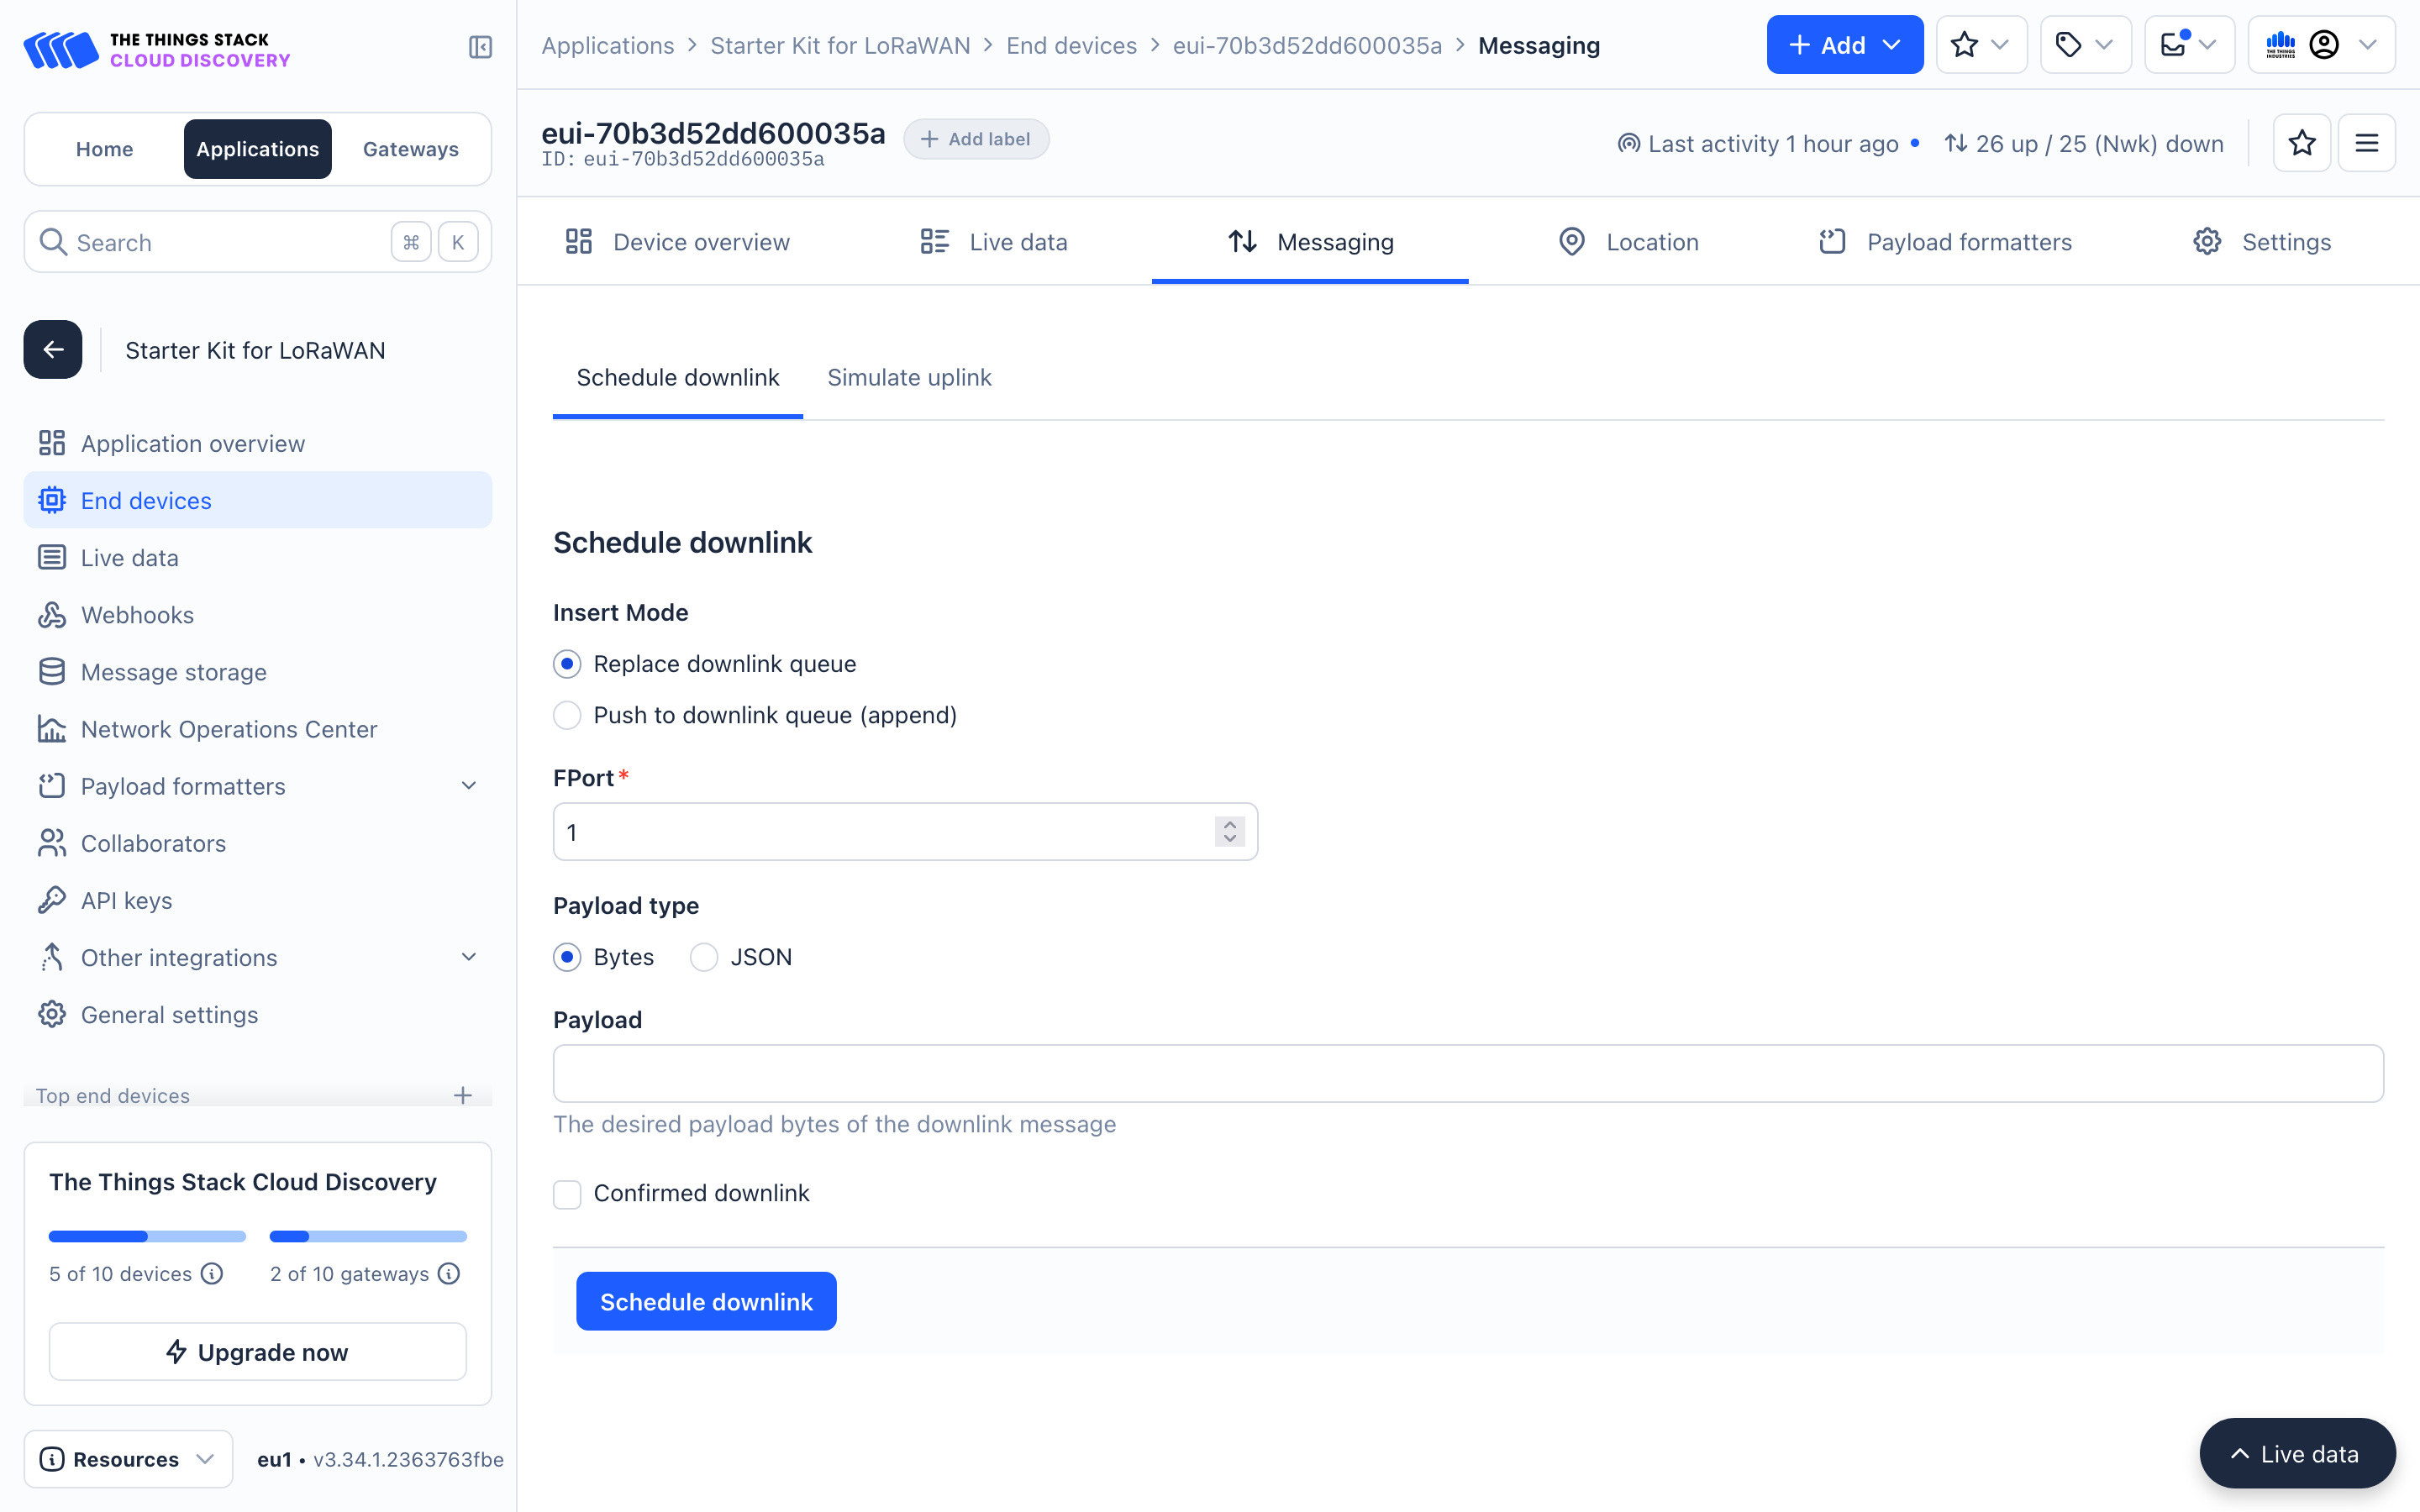 THE THINGS STACK
CLOUD DISCOVERY
Home
Applications
Gateways
Search
⌘ K
Starter Kit for LoRaWAN
Application overview
End devices
Live data
Webhooks
Message storage
Network Operations Center
Payload formatters
Collaborators
API keys
Other integrations
General settings
Top end devices
The Things Stack Cloud Discovery
5 of 10 devices
2 of 10 gateways
Upgrade now
Resources
eu1 • v3.34.1.2363763fbe
Applications > Starter Kit for LoRaWAN > End devices > eui-70b3d52dd600035a > Messaging
Add
THE THINGS
INDUSTRIES
eui-70b3d52dd600035a
Add label
ID: eui-70b3d52dd600035a
Last activity 1 hour ago • 26 up / 25 (Nwk) down
Device overview
Live data
Messaging
Location
Payload formatters
Settings
Schedule downlink
Simulate uplink
Schedule downlink
Insert Mode
Replace downlink queue
Push to downlink queue (append)
FPort*
1
Payload type
Bytes
JSON
Payload
The desired payload bytes of the downlink message
Confirmed downlink
Schedule downlink
Live data